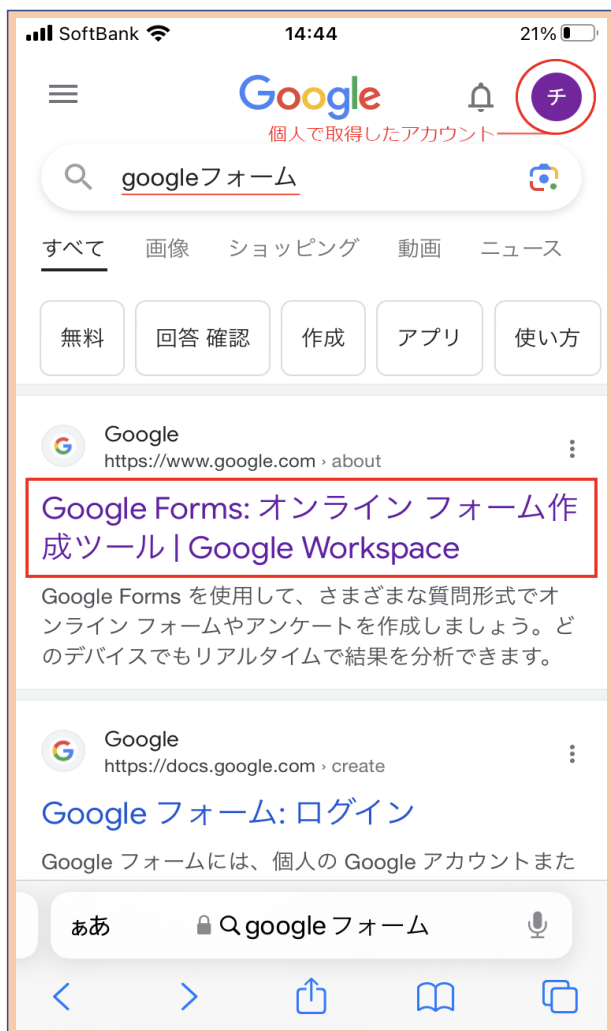 SoftBank 14:44 21%
Google チ
個人で取得したアカウント
googleフォーム
すべて 画像 ショッピング 動画 ニュース
無料 回答 確認 作成 アプリ 使い方
G Google
https://www.google.com › about
Google Forms: オンライン フォーム作
成ツール | Google Workspace
Google Forms を使用して、さまざまな質問形式でオ
ンライン フォームやアンケートを作成しましょう。ど
のデバイスでもリアルタイムで結果を分析できます。
G Google
https://docs.google.com › create
Google フォーム: ログイン
Google フォームには、個人の Google アカウントまた
ぁあ google フォーム